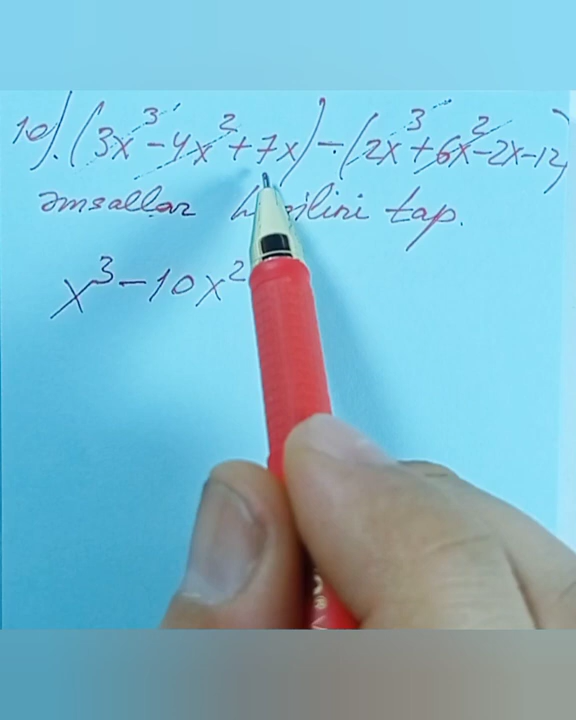 10). (3x³-4x²+7x)-(2x³+6x²-2x-12)
əmsallar tap.
x³-10x²